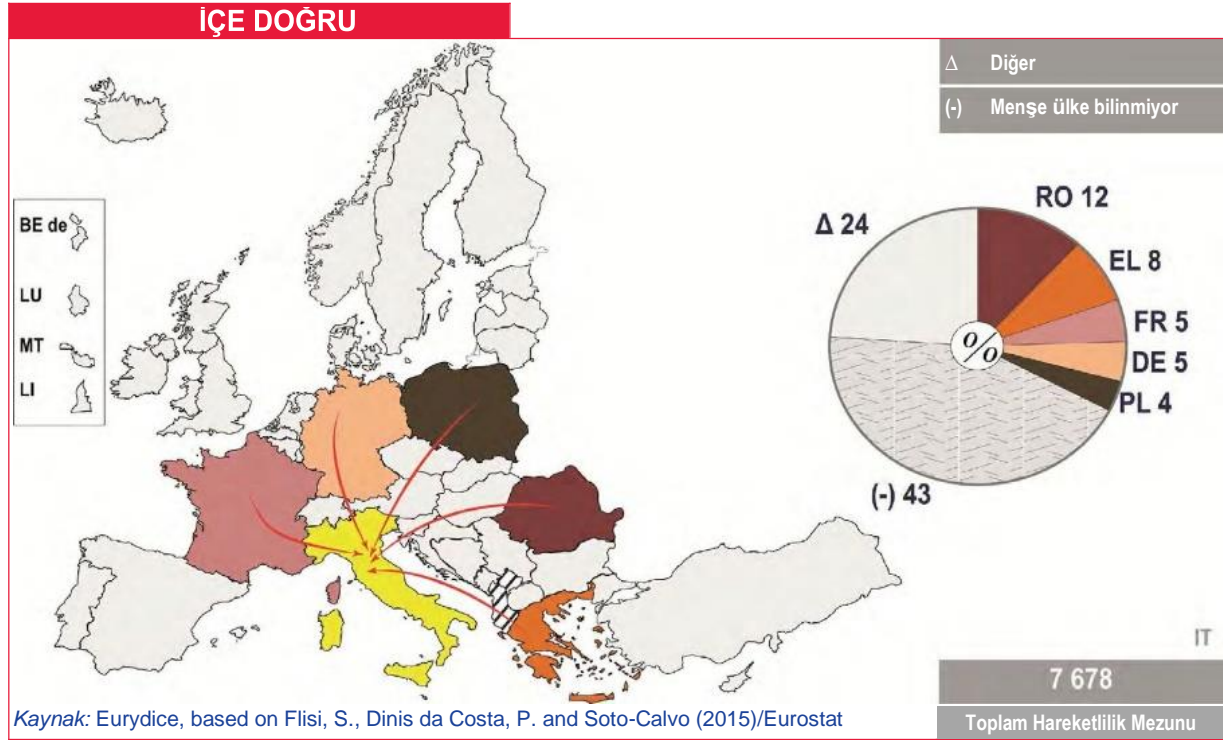 İÇE DOĞRU
Δ Diğer
(-) Menşe ülke bilinmiyor
BE de
LU
MT
LI
RO 12
Δ 24
EL 8
FR 5
%
DE 5
PL 4
(-) 43
IT
7 678
Toplam Hareketlilik Mezunu
Kaynak: Eurydice, based on Flisi, S., Dinis da Costa, P. and Soto-Calvo (2015)/Eurostat